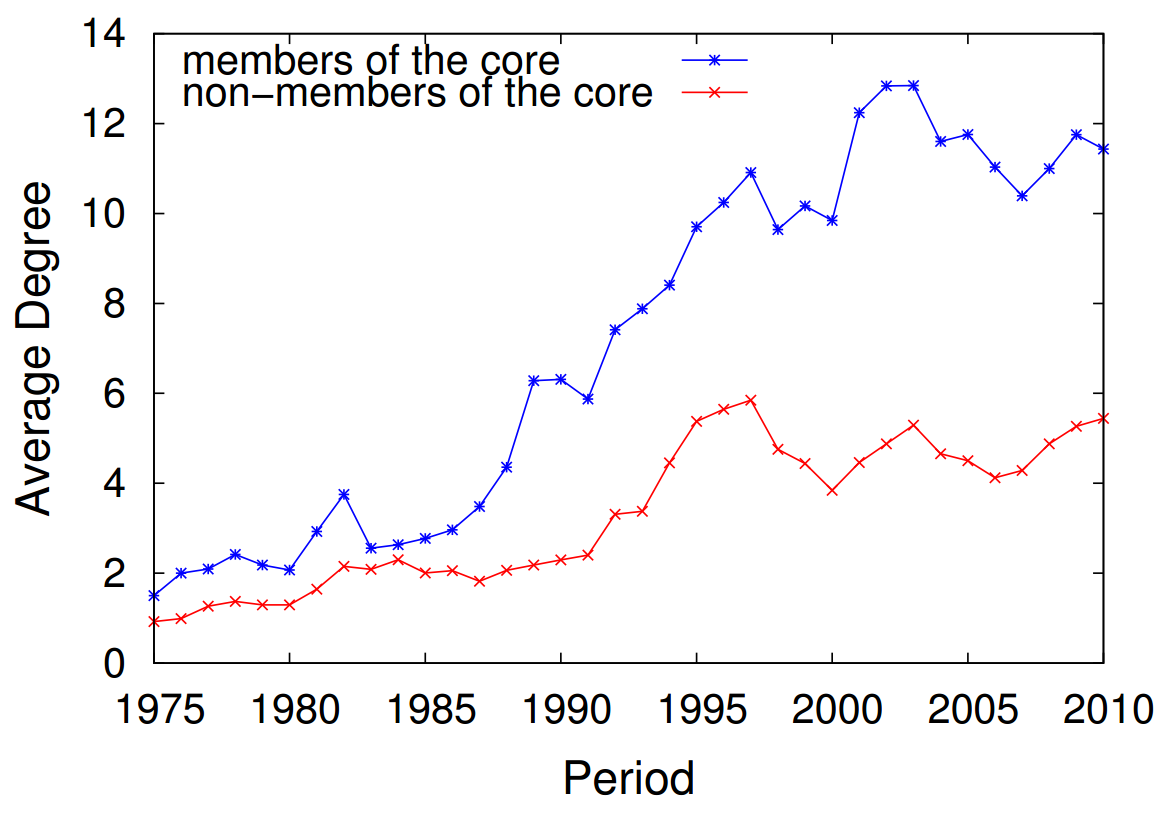 14
members of the core
non−members of the core
12
10
8
6
4
2
0
Average Degree
1975 1980 1985 1990 1995 2000 2005 2010
Period